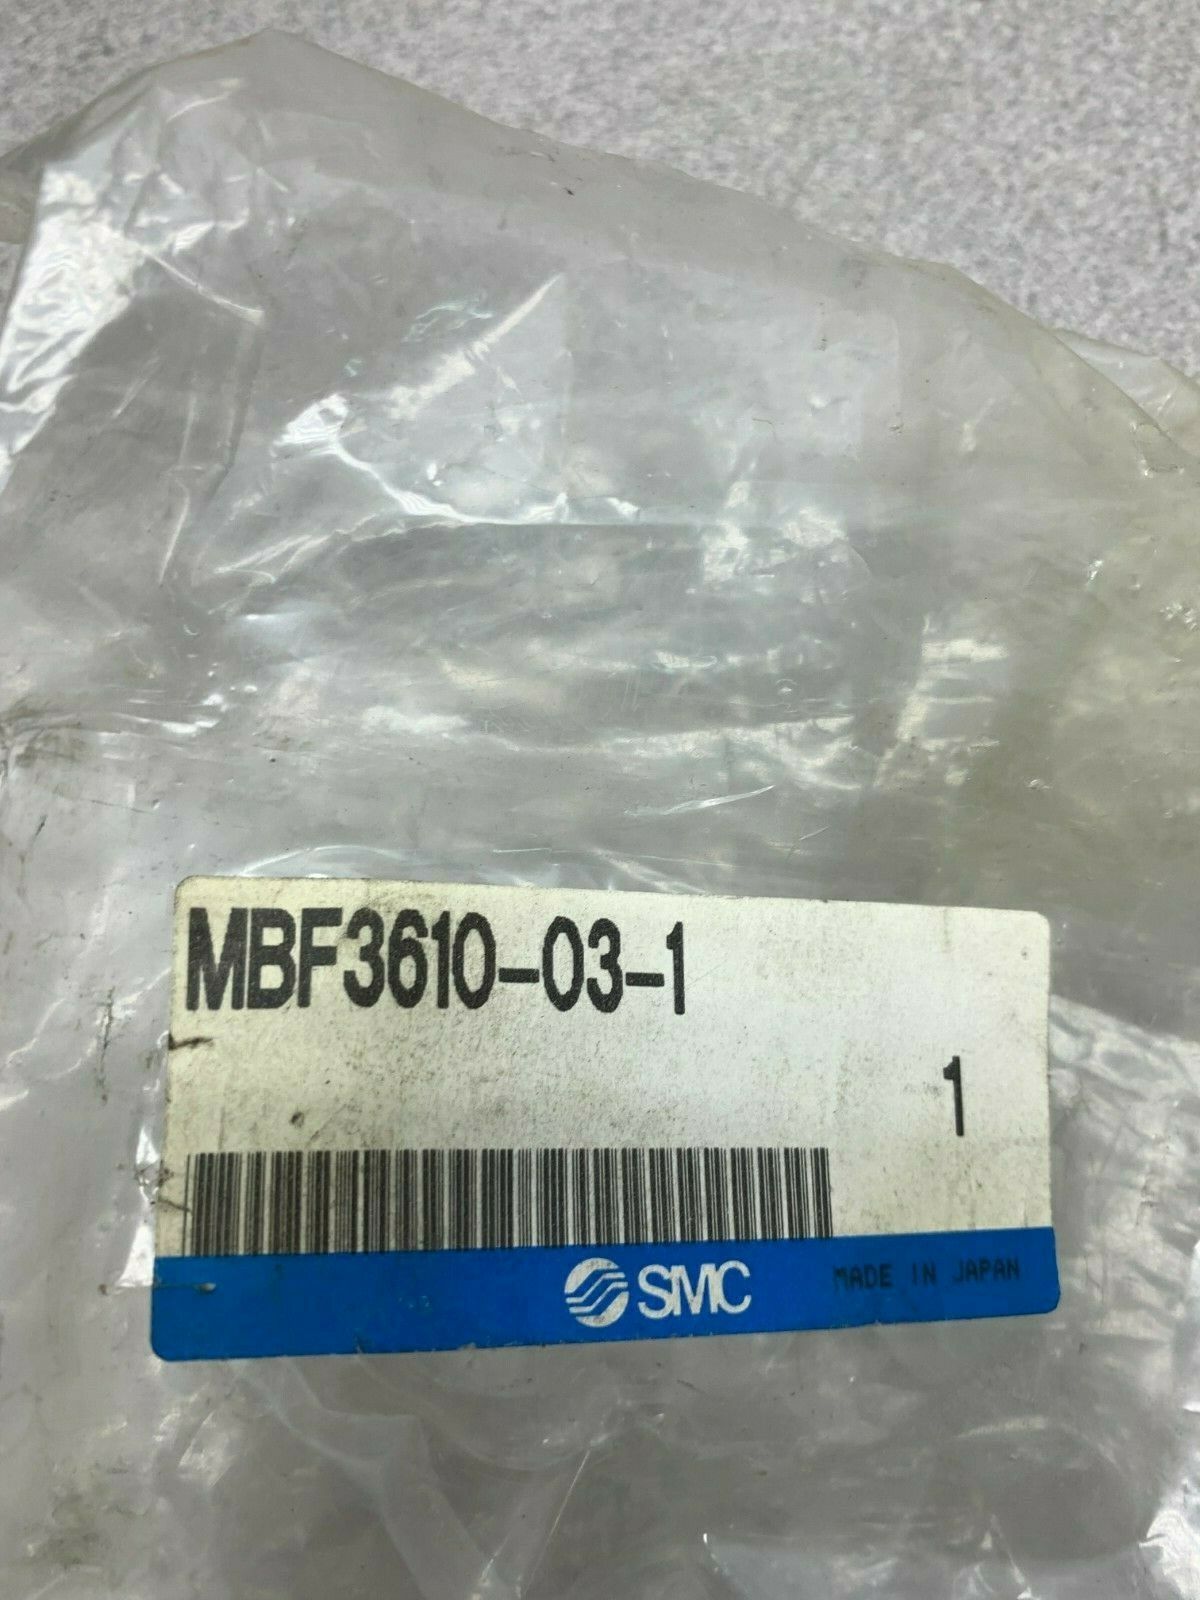 MBF3610-03-1
1
SMC
MADE IN JAPAN